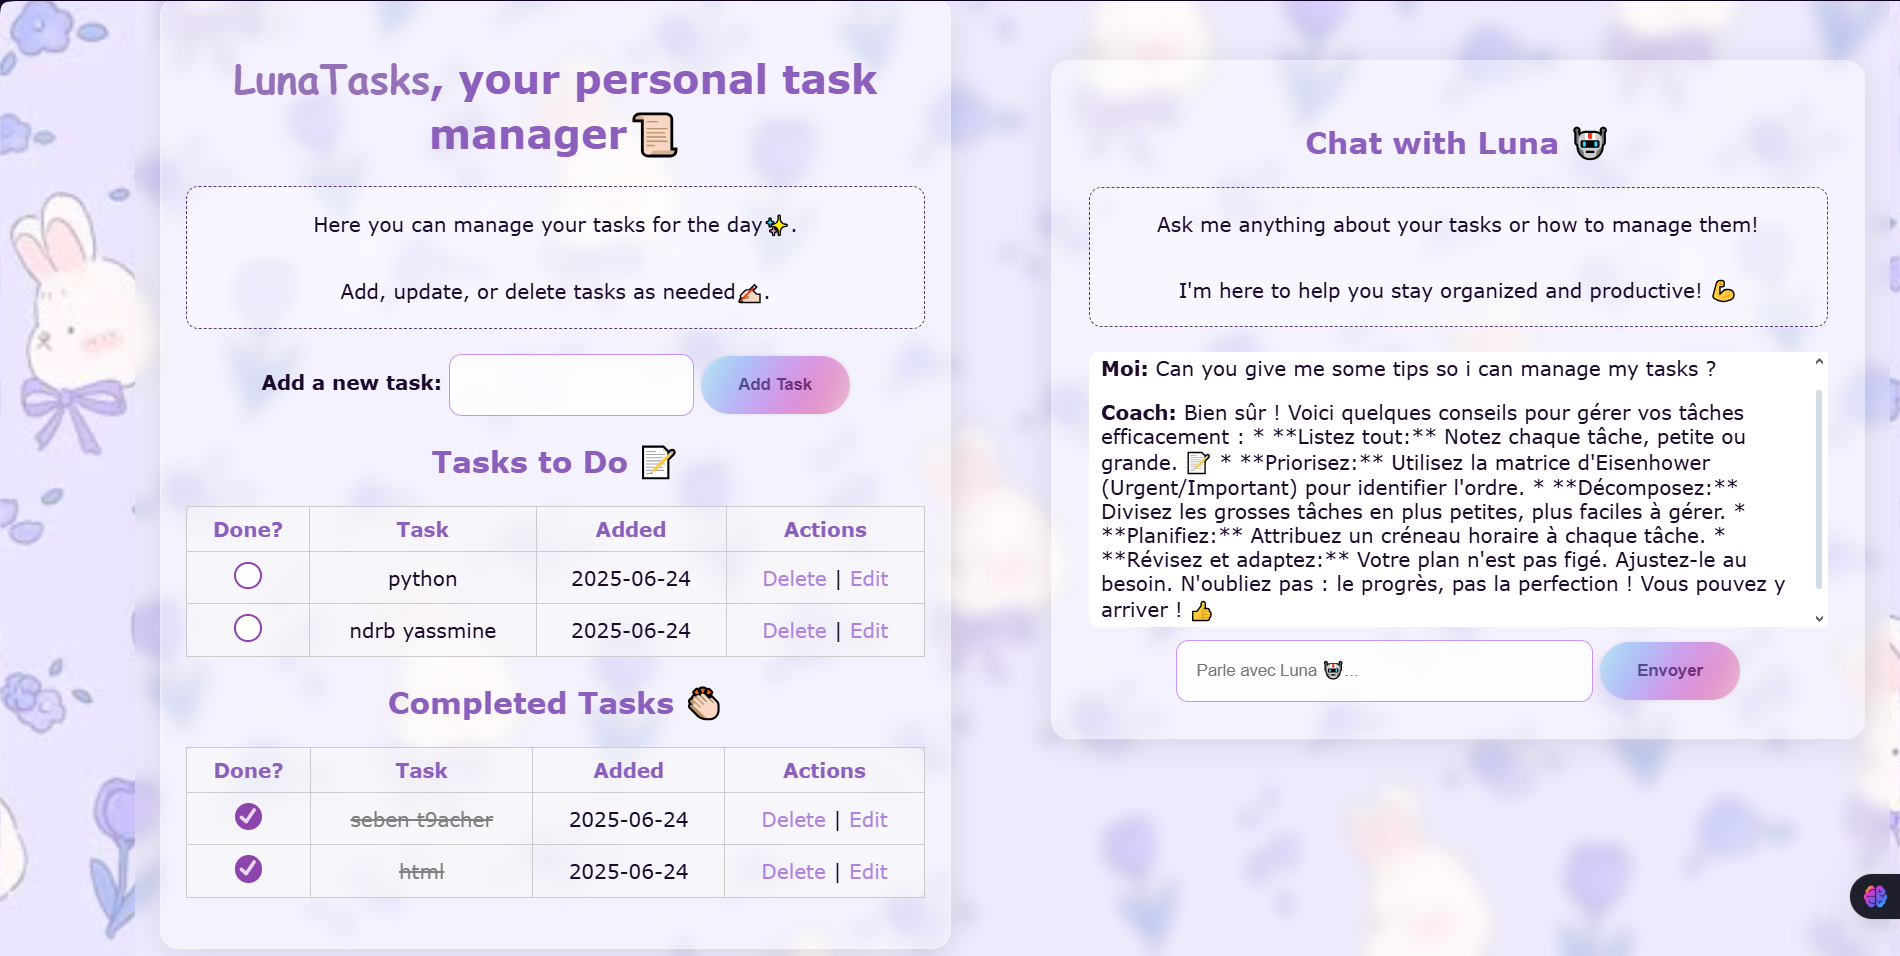 LunaTasks, your personal task
manager📜
Here you can manage your tasks for the day✨.
Add, update, or delete tasks as needed✍🏻.
Add a new task:
Add Task
Tasks to Do 📝
Done? Task Added Actions
python 2025-06-24 Delete | Edit
ndrb yassmine 2025-06-24 Delete | Edit
Completed Tasks 👏🏻
Done? Task Added Actions
seben t9acher 2025-06-24 Delete | Edit
html 2025-06-24 Delete | Edit
Chat with Luna 🤖
Ask me anything about your tasks or how to manage them!
I'm here to help you stay organized and productive! 💪
Moi: Can you give me some tips so i can manage my tasks ?
Coach: Bien sûr ! Voici quelques conseils pour gérer vos tâches
efficacement : * **Listez tout:** Notez chaque tâche, petite ou
grande. 📝 * **Priorisez:** Utilisez la matrice d'Eisenhower
(Urgent/Important) pour identifier l'ordre. * **Décomposez:**
Divisez les grosses tâches en plus petites, plus faciles à gérer. *
**Planifiez:** Attribuez un créneau horaire à chaque tâche. *
**Révisez et adaptez:** Votre plan n'est pas figé. Ajustez-le au
besoin. N'oubliez pas : le progrès, pas la perfection ! Vous pouvez y
arriver ! 👍
Parle avec Luna 🤖...
Envoyer